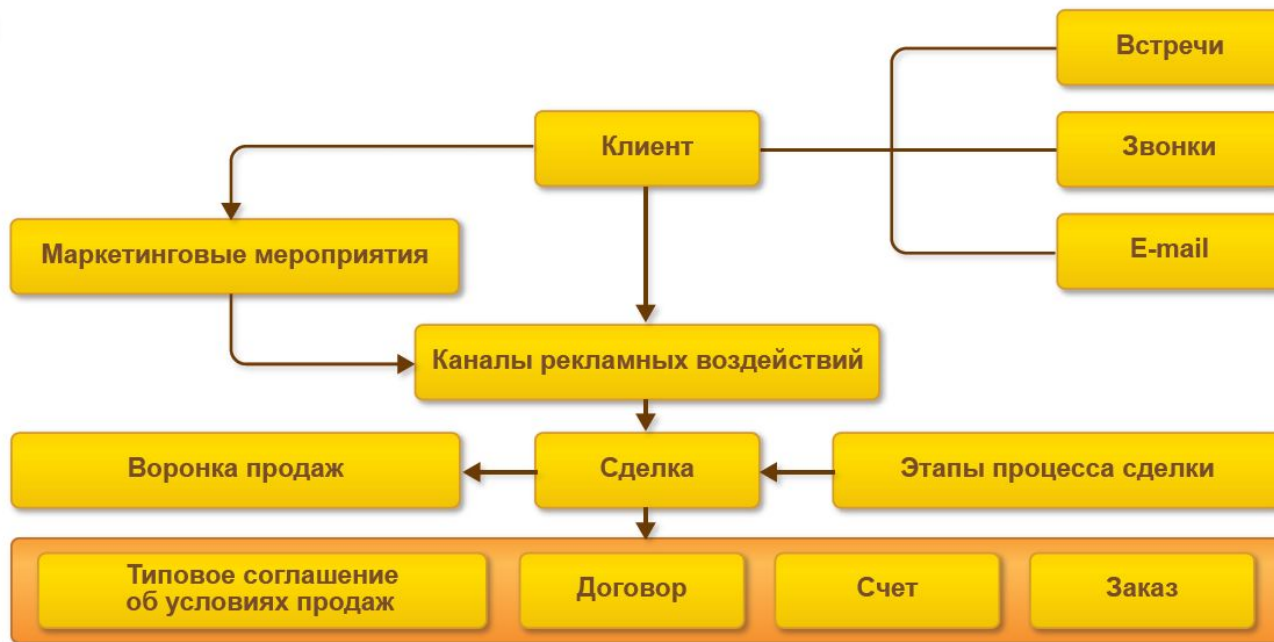 Встречи
Клиент
Звонки
Маркетинговые мероприятия
E-mail
Каналы рекламных воздействий
Воронка продаж
Сделка
Этапы процесса сделки
Типовое соглашение
об условиях продаж
Договор
Счет
Заказ